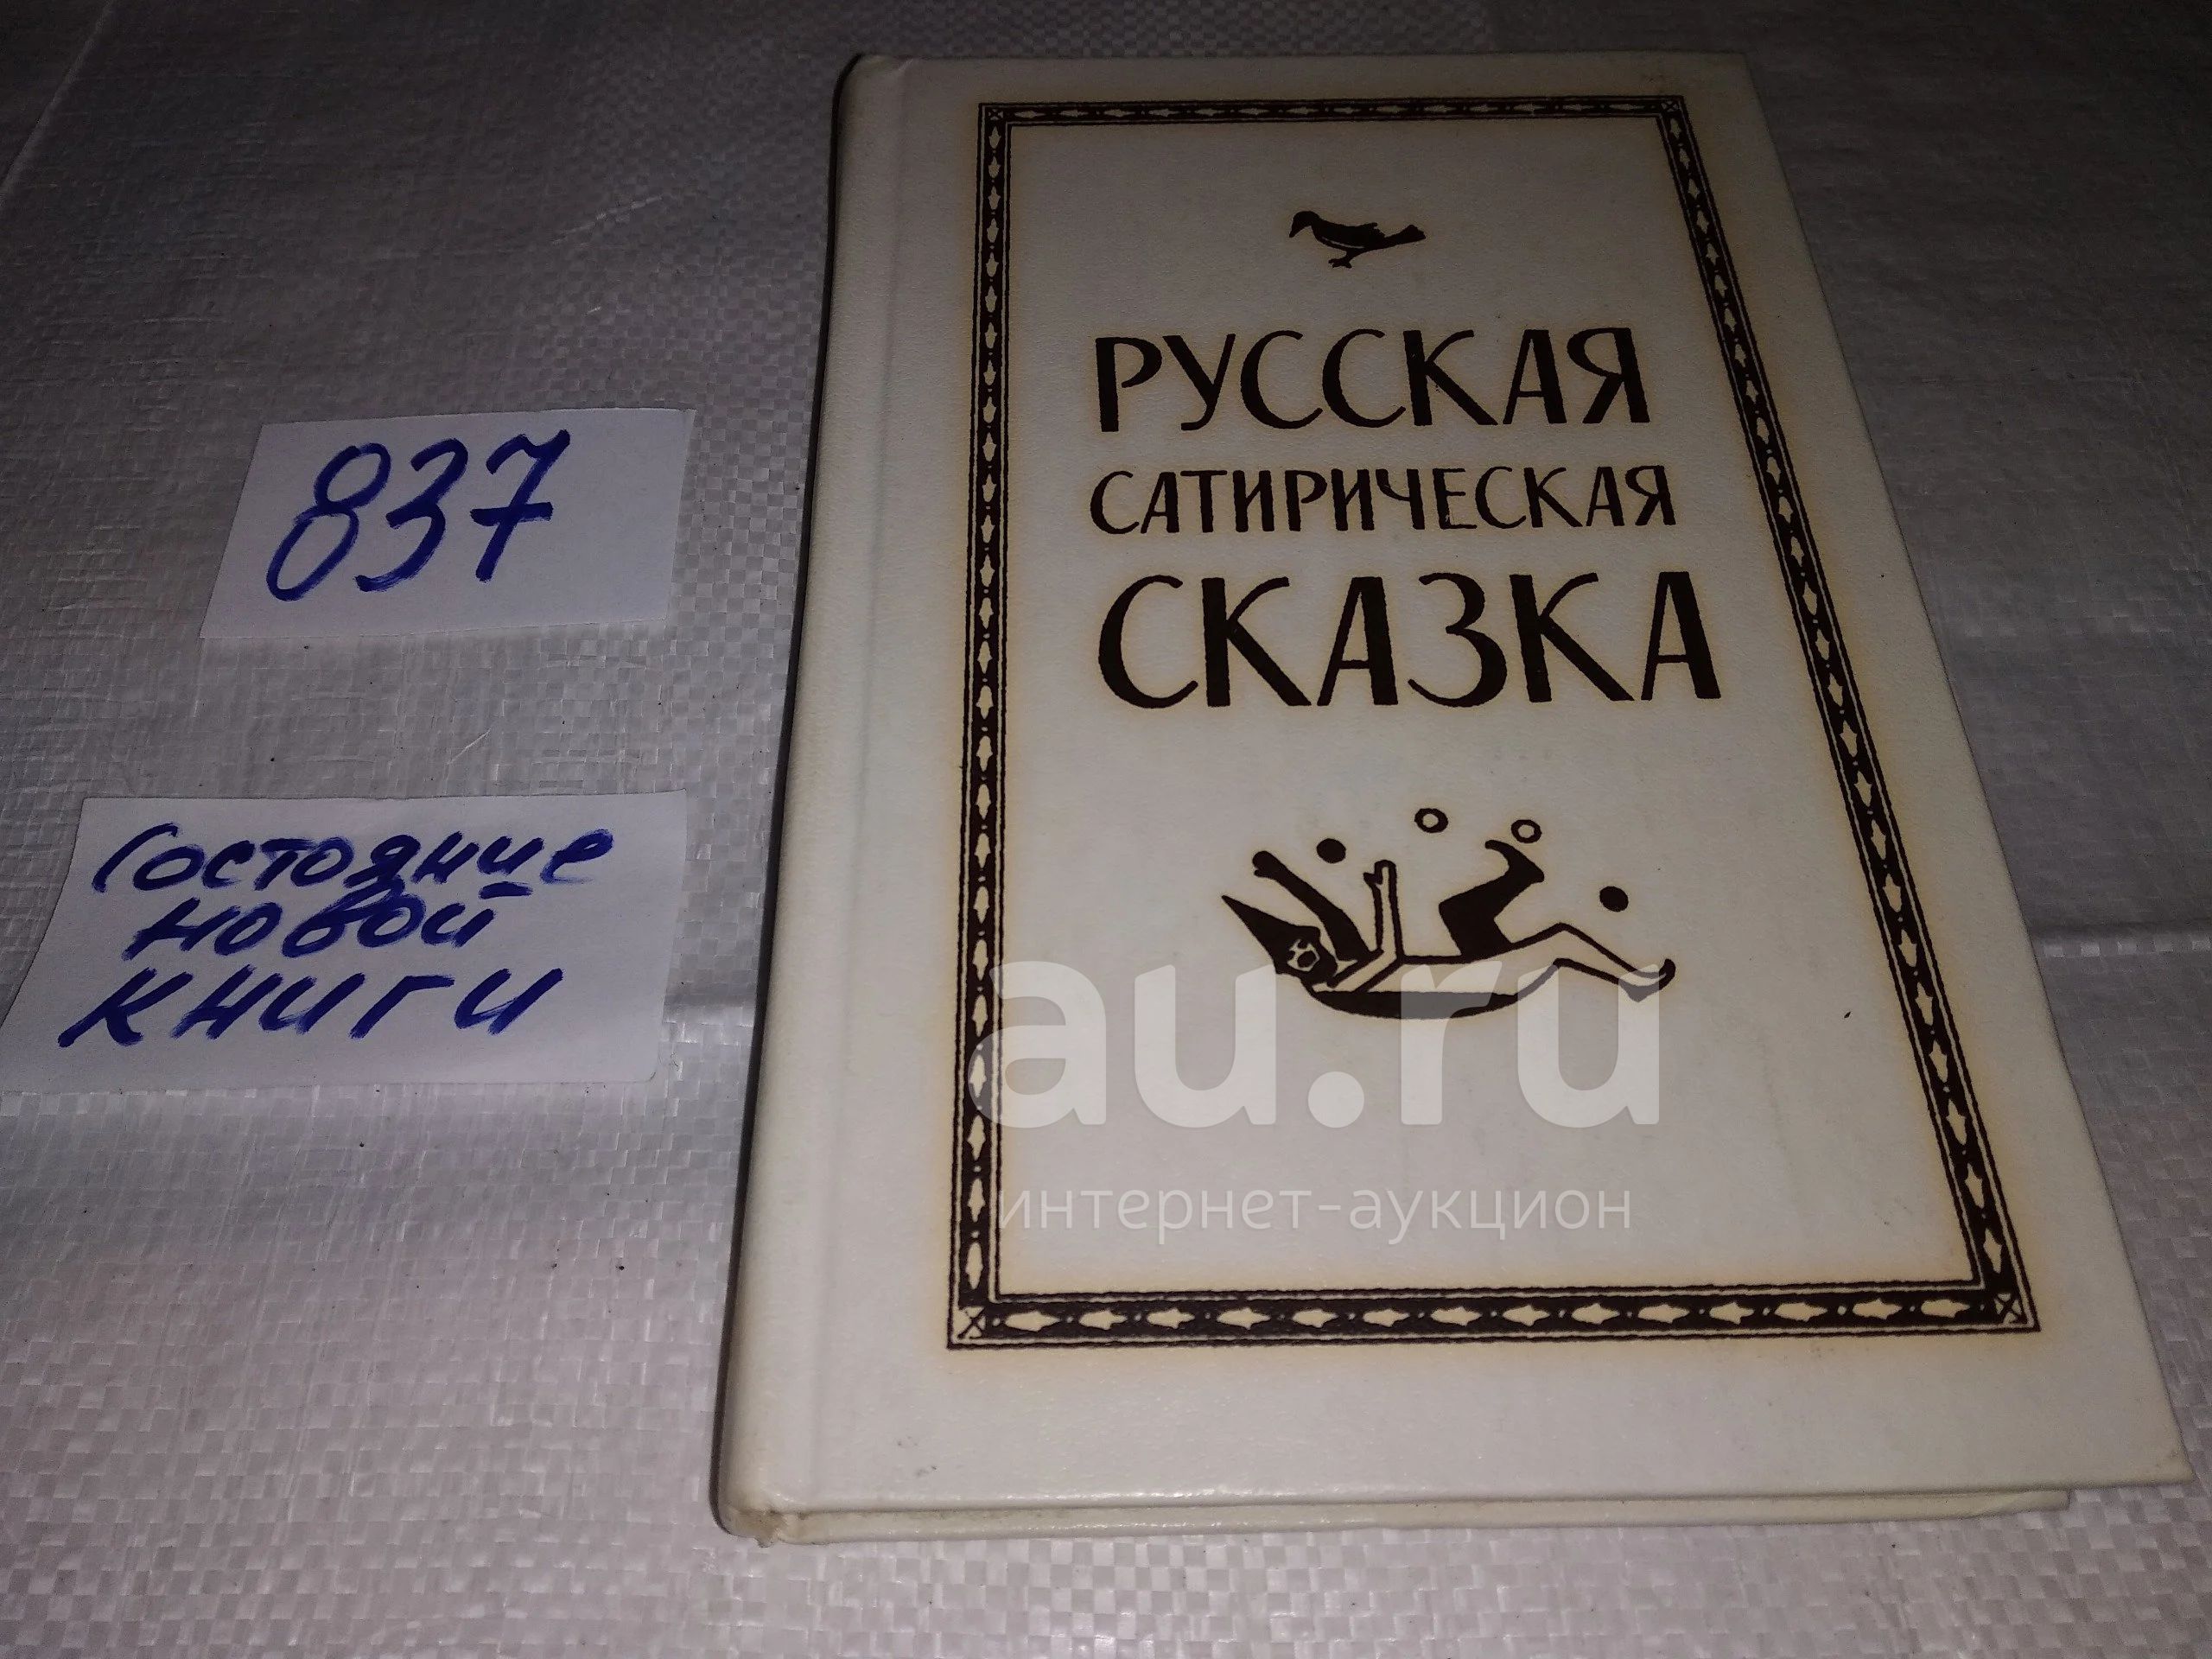 837
Состояние
новой
книги
РУССКАЯ
САТИРИЧЕСКАЯ
СКАЗКА
au.ru
интернет-аукцион